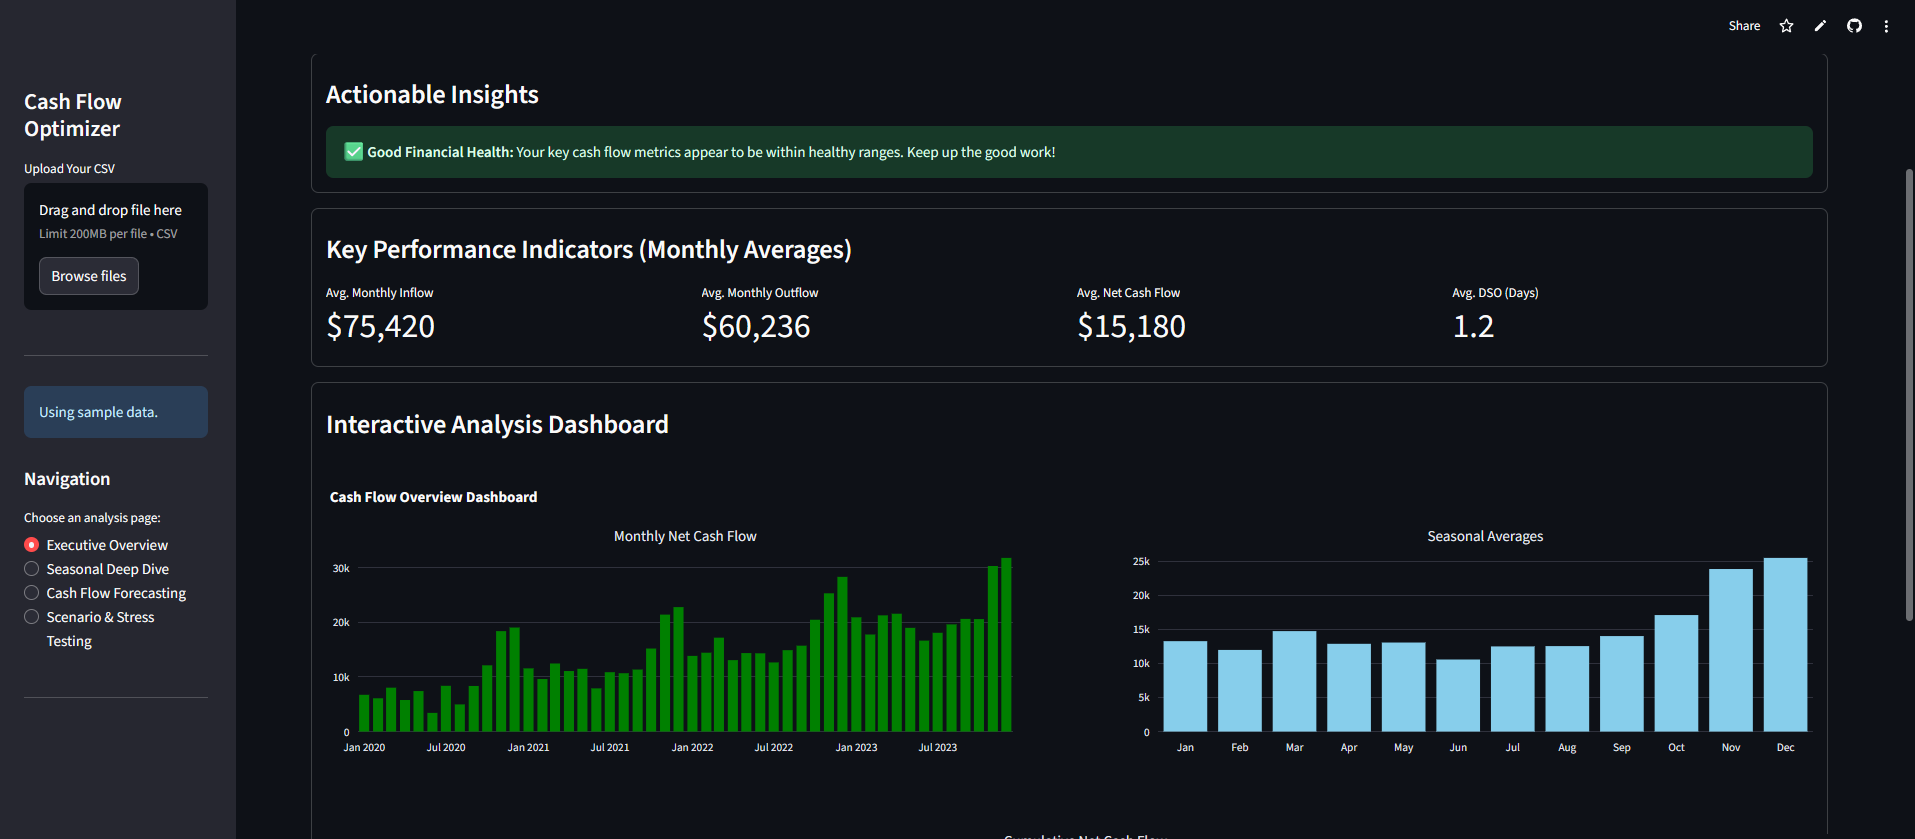 Share
Cash Flow
Optimizer
Upload Your CSV
Drag and drop file here
Limit 200MB per file • CSV
Browse files
Using sample data.
Navigation
Choose an analysis page:
Executive Overview
Seasonal Deep Dive
Cash Flow Forecasting
Scenario & Stress
Testing
Actionable Insights
✅ Good Financial Health: Your key cash flow metrics appear to be within healthy ranges. Keep up the good work!
Key Performance Indicators (Monthly Averages)
Avg. Monthly Inflow
$75,420
Avg. Monthly Outflow
$60,236
Avg. Net Cash Flow
$15,180
Avg. DSO (Days)
1.2
Interactive Analysis Dashboard
Cash Flow Overview Dashboard
Monthly Net Cash Flow
30k
20k
10k
0
Jan 2020 Jul 2020 Jan 2021 Jul 2021 Jan 2022 Jul 2022 Jan 2023 Jul 2023
Seasonal Averages
25k
20k
15k
10k
5k
0
Jan Feb Mar Apr May Jun Jul Aug Sep Oct Nov Dec
Cumulative Net Cash Flow